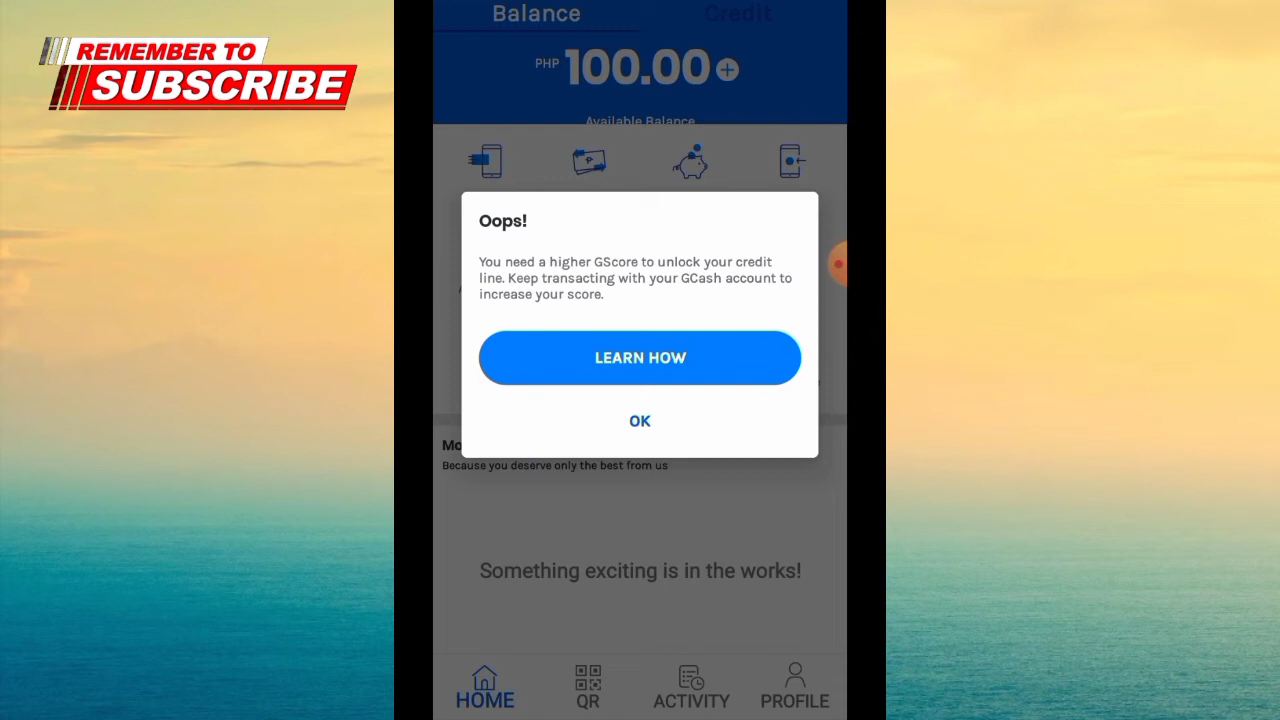 REMEMBER TO
SUBSCRIBE
Balance Credit
PHP 100.00
Available Balance
Oops!
You need a higher GScore to unlock your credit
line. Keep transacting with your GCash account to
increase your score.
LEARN HOW
OK
Mo
Because you deserve only the best from us
Something exciting is in the works!
HOME QR ACTIVITY PROFILE